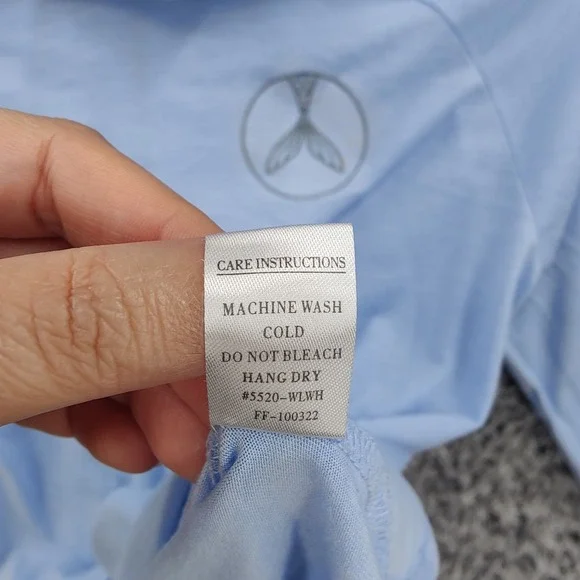 CARE INSTRUCTIONS
MACHINE WASH
COLD
DO NOT BLEACH
HANG DRY
#5520-WLWH
FF-100322